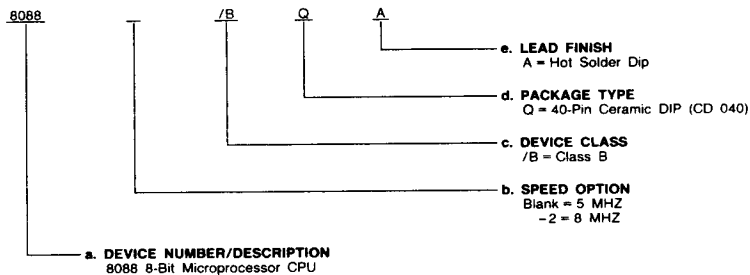 8088 /B Q A
e. LEAD FINISH
A = Hot Solder Dip
d. PACKAGE TYPE
Q = 40-Pin Ceramic DIP (CD 040)
c. DEVICE CLASS
/B = Class B
b. SPEED OPTION
Blank = 5 MHZ
-2 = 8 MHZ
a. DEVICE NUMBER/DESCRIPTION
8088 8-Bit Microprocessor CPU